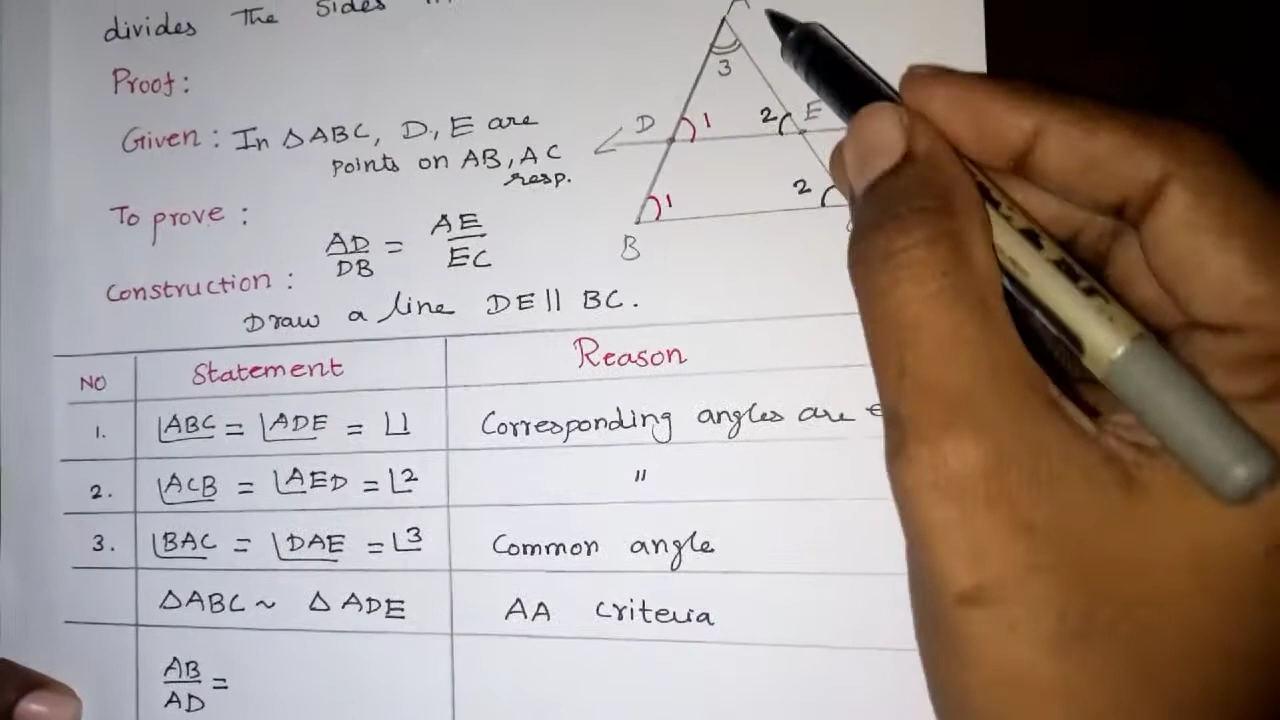 divides The Sides
Proof:
Given: In △ABC, D, E are
points on AB, AC
resp.
To prove:
AD/DB = AE/EC
Construction:
Draw a line DE || BC.
3
D 1 2 E
1 2
B
NO Statement Reason
1. ∠ABC = ∠ADE = ∠1 Corresponding angles are
2. ∠ACB = ∠AED = ∠2 "
3. ∠BAC = ∠DAE = ∠3 Common angle
△ABC ~ △ADE AA criteria
AB/AD =